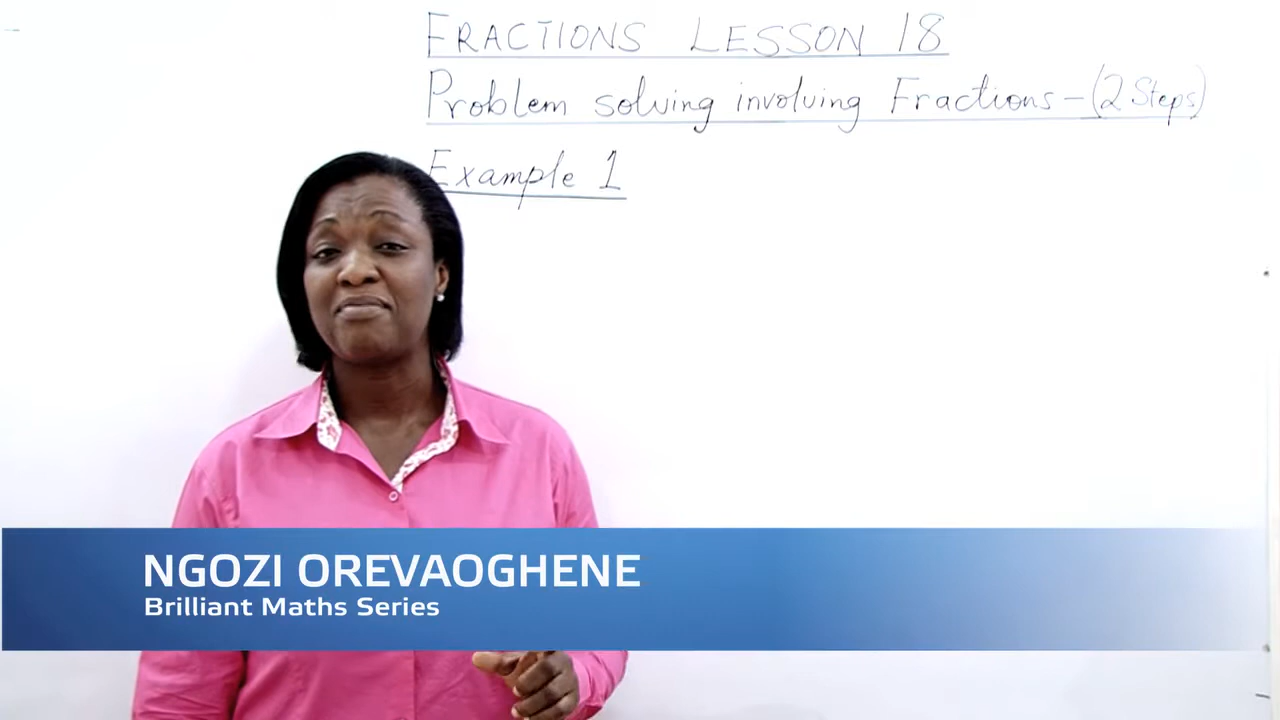 FRACTIONS LESSON 18
Problem solving involving Fractions – (2 Steps)
Example 1
NGOZI OREVAOGHENE
Brilliant Maths Series